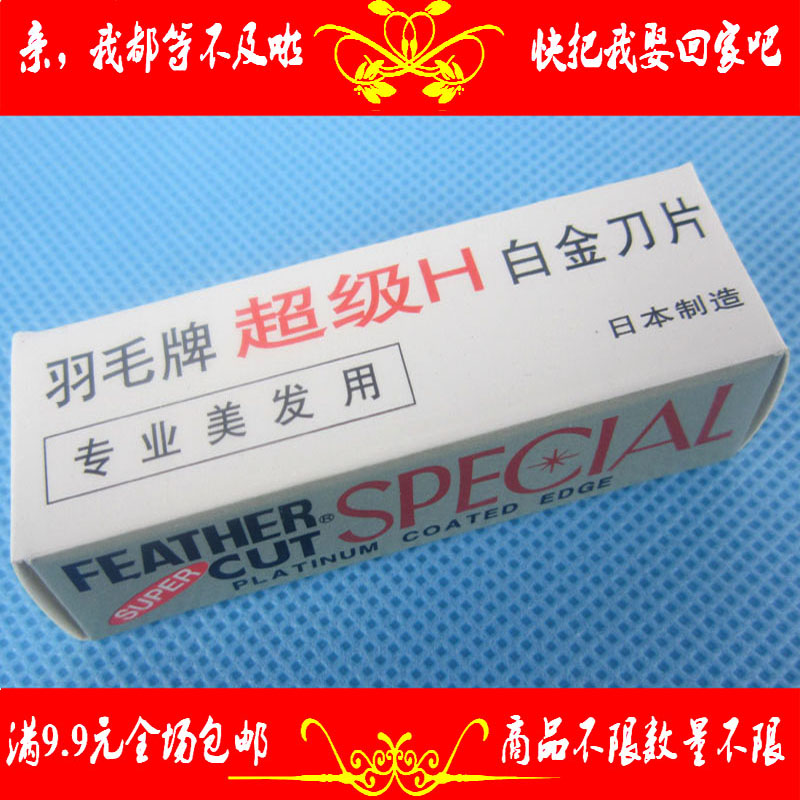 亲，我都等不及啦 快把我娶回家吧
羽毛牌 超级H 白金刀片
专业美发用 日本制造
FEATHER® SPECIAL
SUPER CUT
PLATINUM COATED EDGE
满9.9元全场包邮 商品不限数量不限